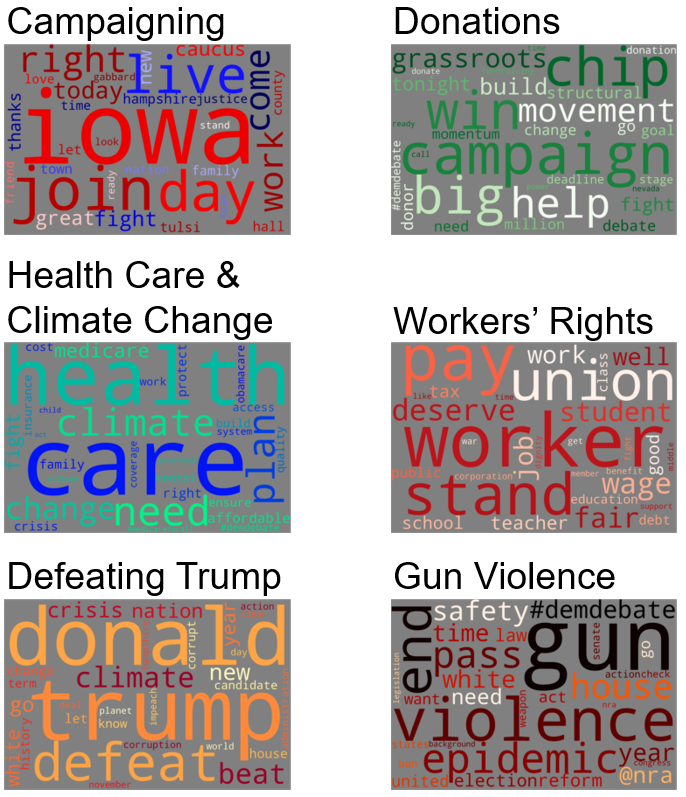 Campaigning
right caucus
love gabbard new live come
today county
time hampshire justice
thanks iowa stand
let look work
town nation family
friend join ready day
great fight tulsi hall
Donations
time donation
grassroots chip
donate
tonight build structural
win movement
ready momentum change go goal
call campaign
#demdebate deadline stage
donor big help nevada
fight
need million debate
Health Care &
Climate Change
cost medicare protect obamacare
health
insurance child work
climate access
fight act build
care system plan quality
family coverage
right
change need ensure
affordable
crisis
Workers' Rights
pay work class well
union
tax like time
deserve student
worker
war job get good
public dignity fight middle
corporation member benefit wage
stand education support
school teacher fair debt
Defeating Trump
crisis nation year action
donald
corrupt day
change climate new
term candidate
trump
go deal planet impeach
let know
white history corruption world house
defeat beat
november
Gun Violence
safety #demdebate
end time law gun senate go
pass
legislation white house actioncheck
want need weapon act nra
violence
states background
ban epidemic year congress
united election reform @nra